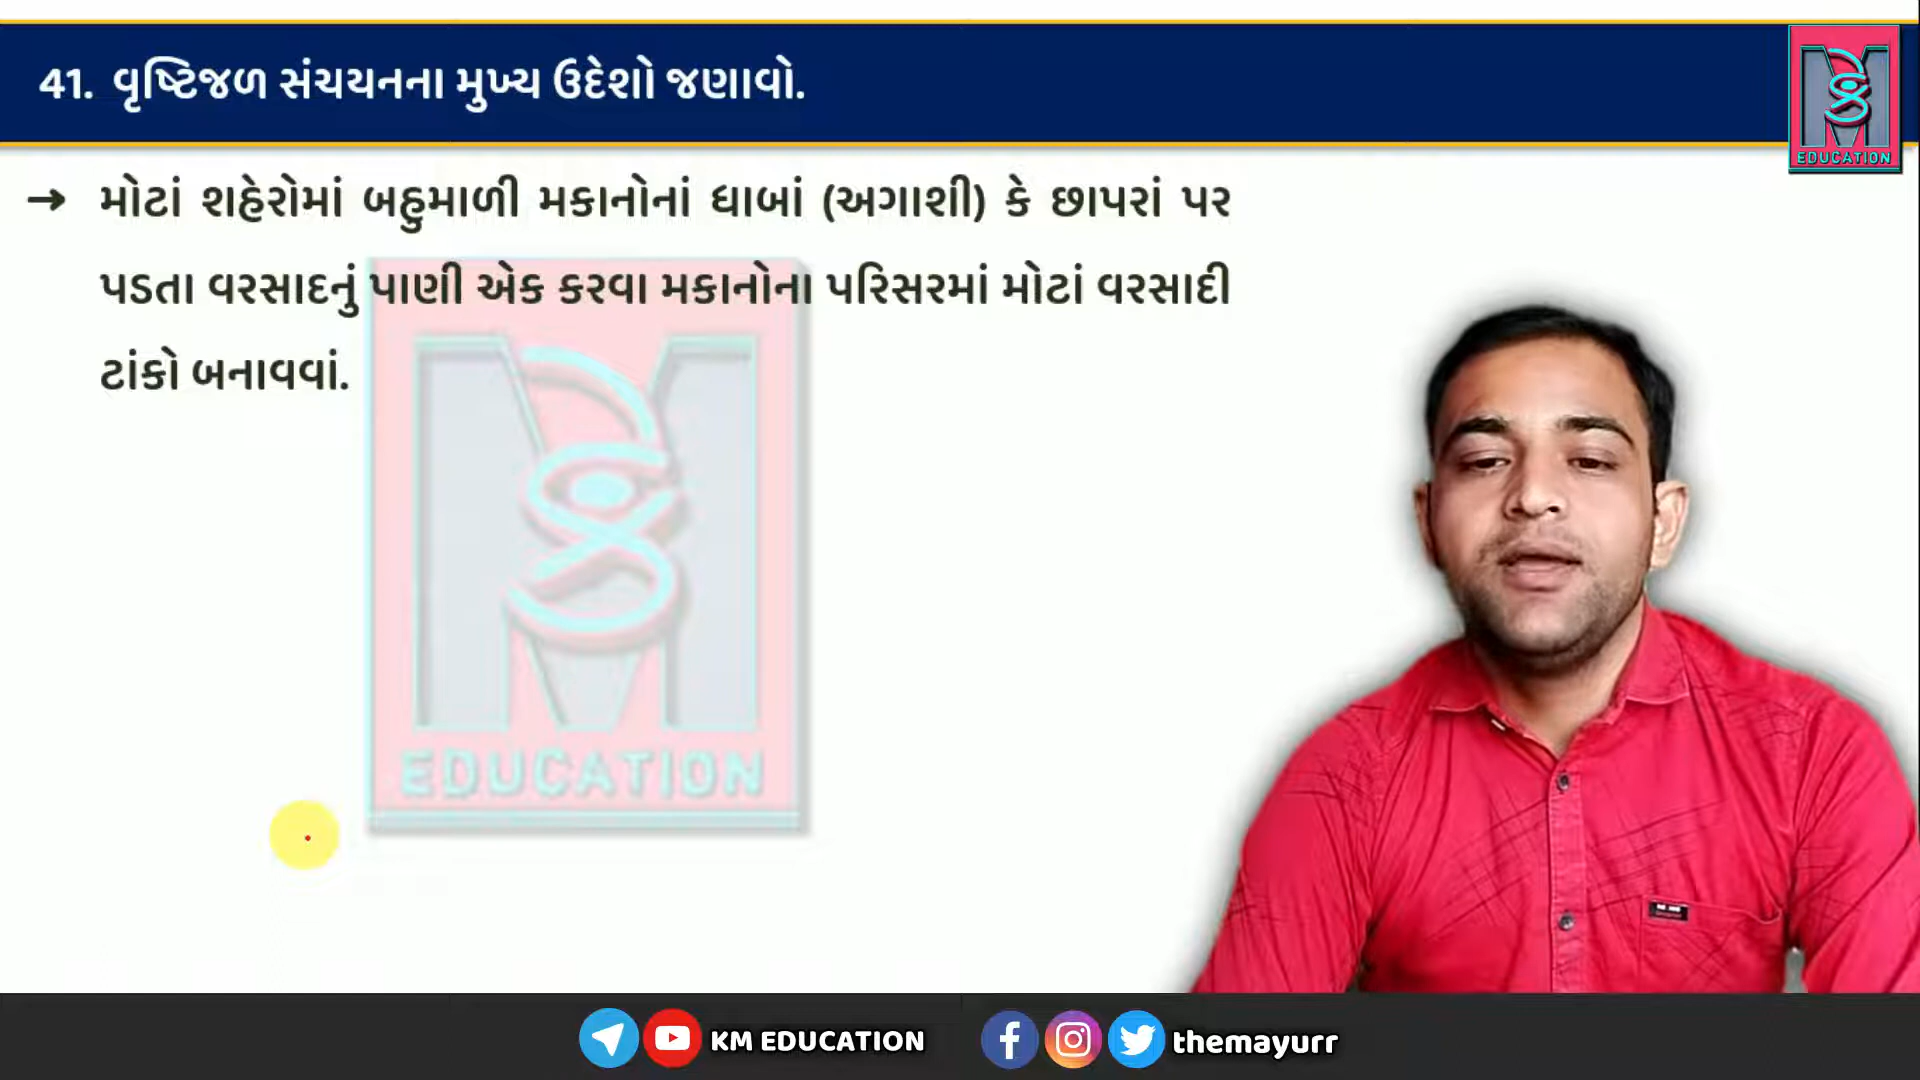 41. વૃષ્ટિજળ સંચયનના મુખ્ય ઉદેશો જણાવો.
EDUCATION
→ મોટાં શહેરોમાં બહુમાળી મકાનોનાં ધાબાં (અગાશી) કે છાપરાં પર
પડતા વરસાદનું પાણી એક કરવા મકાનોના પરિસરમાં મોટાં વરસાદી
ટાંકો બનાવવાં.
EDUCATION
KM EDUCATION
themayurr